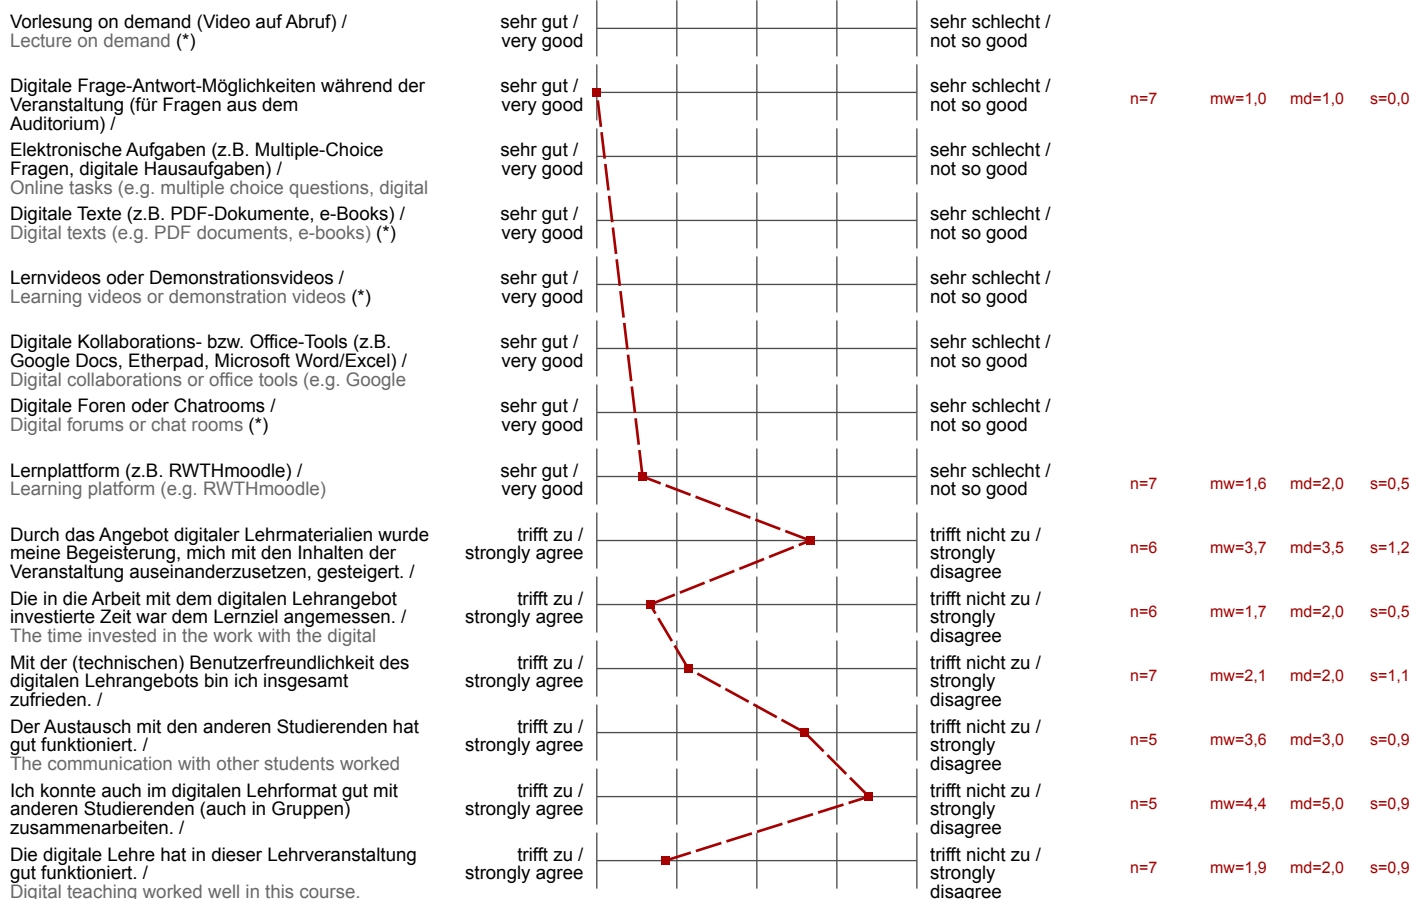 Vorlesung on demand (Video auf Abruf) /
Lecture on demand (*)
sehr gut /
very good
sehr schlecht /
not so good
Digitale Frage-Antwort-Möglichkeiten während der
Veranstaltung (für Fragen aus dem
Auditorium) /
sehr gut /
very good
sehr schlecht /
not so good
n=7 mw=1,0 md=1,0 s=0,0
Elektronische Aufgaben (z.B. Multiple-Choice
Fragen, digitale Hausaufgaben) /
Online tasks (e.g. multiple choice questions, digital
sehr gut /
very good
sehr schlecht /
not so good
Digitale Texte (z.B. PDF-Dokumente, e-Books) /
Digital texts (e.g. PDF documents, e-books) (*)
sehr gut /
very good
sehr schlecht /
not so good
Lernvideos oder Demonstrationsvideos /
Learning videos or demonstration videos (*)
sehr gut /
very good
sehr schlecht /
not so good
Digitale Kollaborations- bzw. Office-Tools (z.B.
Google Docs, Etherpad, Microsoft Word/Excel) /
Digital collaborations or office tools (e.g. Google
sehr gut /
very good
sehr schlecht /
not so good
Digitale Foren oder Chatrooms /
Digital forums or chat rooms (*)
sehr gut /
very good
sehr schlecht /
not so good
Lernplattform (z.B. RWTHmoodle) /
Learning platform (e.g. RWTHmoodle)
sehr gut /
very good
sehr schlecht /
not so good
n=7 mw=1,6 md=2,0 s=0,5
Durch das Angebot digitaler Lehrmaterialien wurde
meine Begeisterung, mich mit den Inhalten der
Veranstaltung auseinanderzusetzen, gesteigert. /
trifft zu /
strongly agree
trifft nicht zu /
strongly
disagree
n=6 mw=3,7 md=3,5 s=1,2
Die in die Arbeit mit dem digitalen Lehrangebot
investierte Zeit war dem Lernziel angemessen. /
The time invested in the work with the digital
trifft zu /
strongly agree
trifft nicht zu /
strongly
disagree
n=6 mw=1,7 md=2,0 s=0,5
Mit der (technischen) Benutzerfreundlichkeit des
digitalen Lehrangebots bin ich insgesamt
zufrieden. /
trifft zu /
strongly agree
trifft nicht zu /
strongly
disagree
n=7 mw=2,1 md=2,0 s=1,1
Der Austausch mit den anderen Studierenden hat
gut funktioniert. /
The communication with other students worked
trifft zu /
strongly agree
trifft nicht zu /
strongly
disagree
n=5 mw=3,6 md=3,0 s=0,9
Ich konnte auch im digitalen Lehrformat gut mit
anderen Studierenden (auch in Gruppen)
zusammenarbeiten. /
trifft zu /
strongly agree
trifft nicht zu /
strongly
disagree
n=5 mw=4,4 md=5,0 s=0,9
Die digitale Lehre hat in dieser Lehrveranstaltung
gut funktioniert. /
Digital teaching worked well in this course.
trifft zu /
strongly agree
trifft nicht zu /
strongly
disagree
n=7 mw=1,9 md=2,0 s=0,9